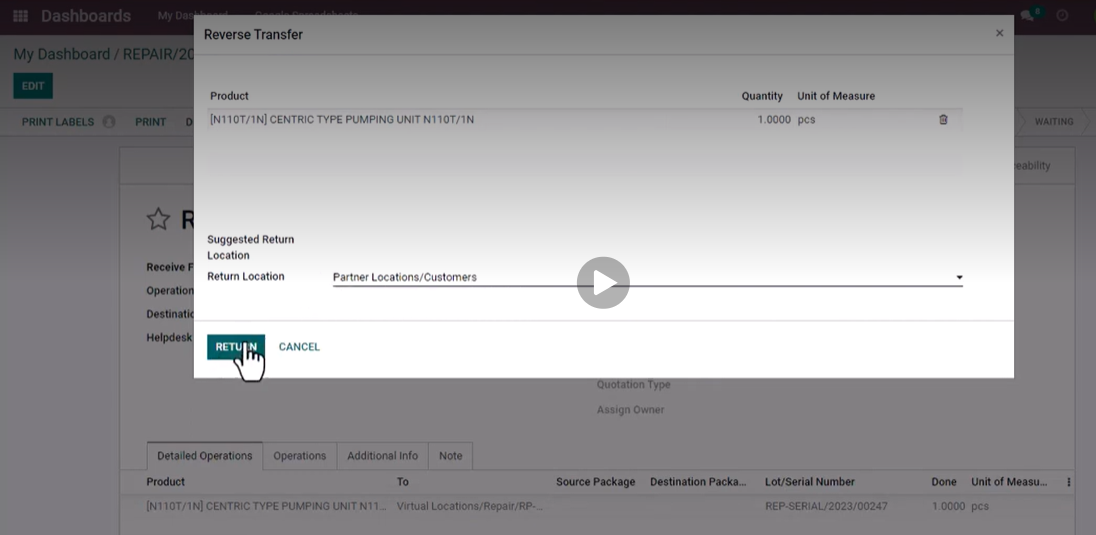 Dashboards My Dashboard Google Spreadsheets
Reverse Transfer ×
My Dashboard / REPAIR/20
EDIT
Product Quantity Unit of Measure
[N110T/1N] CENTRIC TYPE PUMPING UNIT N110T/1N 1.0000 pcs
PRINT LABELS PRINT D WAITING
eability
R
Suggested Return
Location
Receive F
Return Location Partner Locations/Customers
Operation
Destinatio
Helpdesk
RETURN CANCEL
Quotation Type
Assign Owner
Detailed Operations Operations Additional Info Note
Product To Source Package Destination Packa... Lot/Serial Number Done Unit of Measu...
[N110T/1N] CENTRIC TYPE PUMPING UNIT N11... Virtual Locations/Repair/RP-... REP-SERIAL/2023/00247 1.0000 pcs